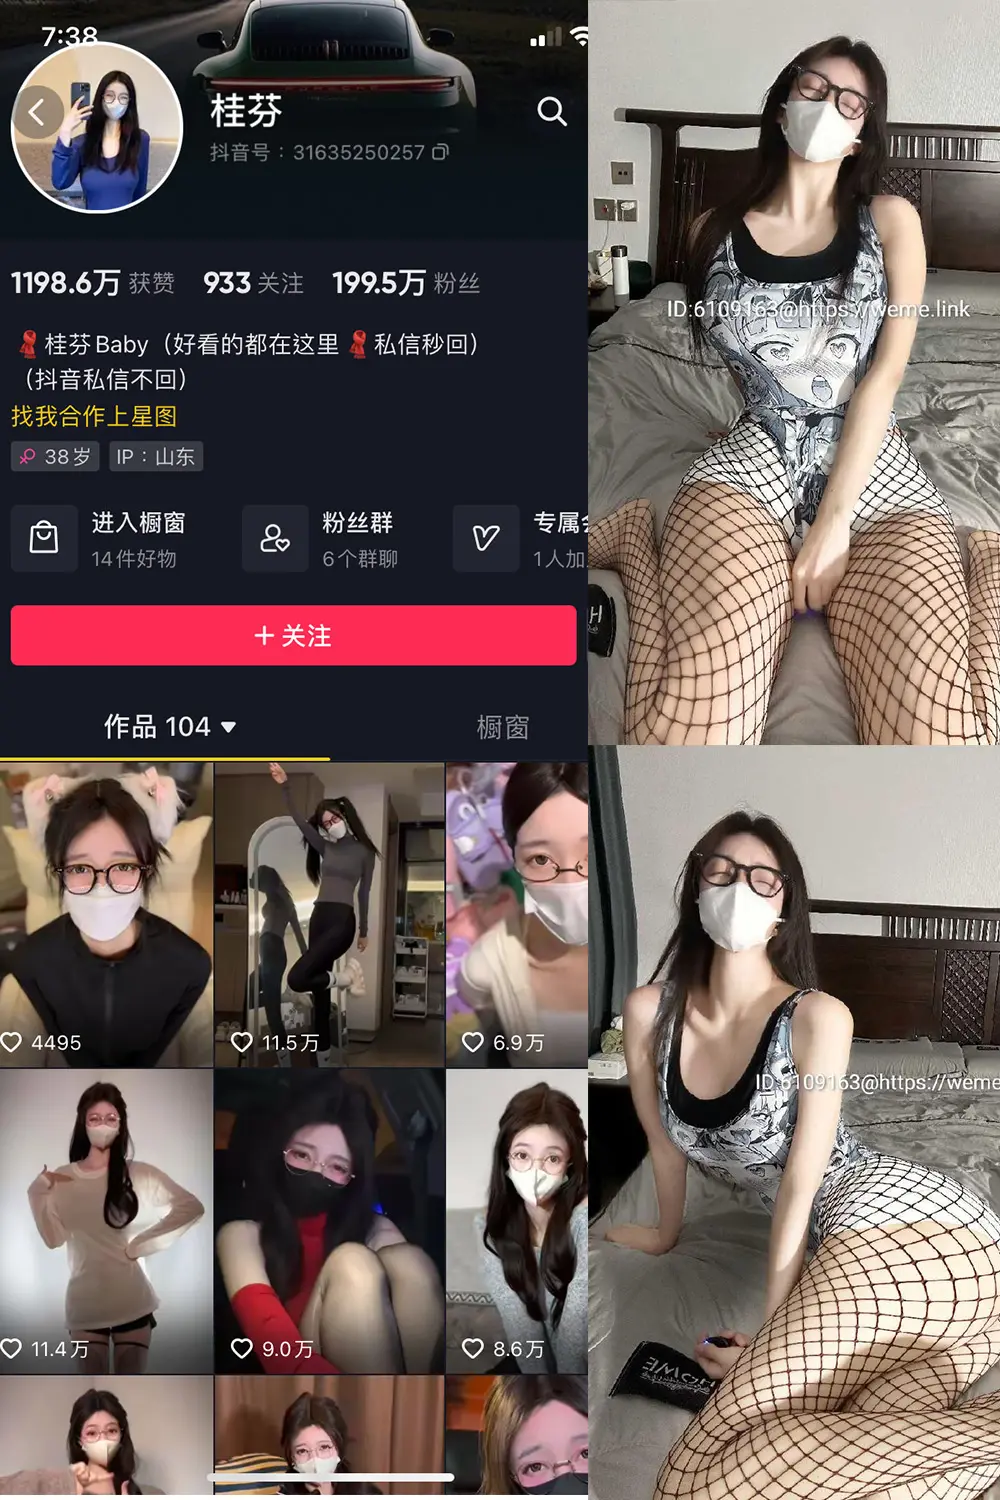 7:38
桂芬
抖音号：31635250257
1198.6万 获赞 933 关注 199.5万 粉丝
🧣桂芬Baby（好看的都在这里🧣私信秒回）
（抖音私信不回）
找我合作上星图
38岁 IP：山东
进入橱窗
14件好物
粉丝群
6个群聊
专属会
1人加
+ 关注
作品 104
橱窗
4495
11.5万
6.9万
11.4万
9.0万
8.6万
ID:6109163@https://weme.link
ID:6109163@https://weme